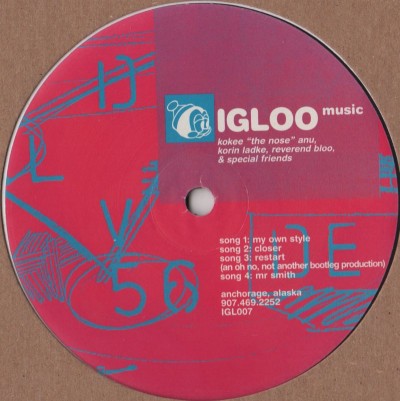 IGLOO music
kokee "the nose" anu,
korin ladke, reverend bloo,
& special friends
song 1: my own style
song 2: closer
song 3: restart
(an oh no, not another bootleg production)
song 4: mr smith
anchorage, alaska
907.469.2252
IGL007
DE
50